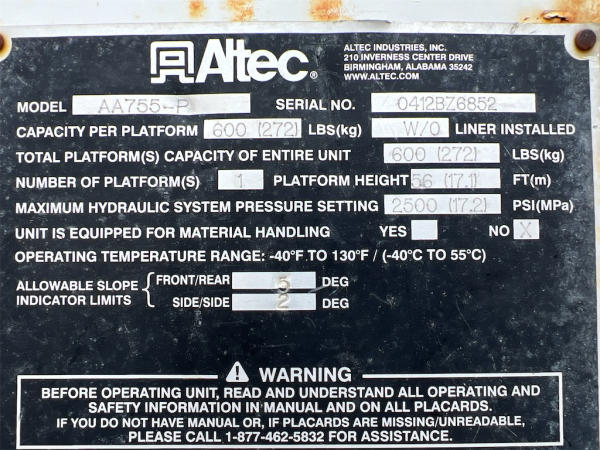 Altec®
ALTEC INDUSTRIES, INC.
210 INVERNESS CENTER DRIVE
BIRMINGHAM, ALABAMA 35242
WWW.ALTEC.COM
MODEL AA755-P SERIAL NO. 0412BZ6852
CAPACITY PER PLATFORM 600 (272) LBS(kg) W/O LINER INSTALLED
TOTAL PLATFORM(S) CAPACITY OF ENTIRE UNIT 600 (272) LBS(kg)
NUMBER OF PLATFORM(S) 1 PLATFORM HEIGHT 56 (17.1) FT(m)
MAXIMUM HYDRAULIC SYSTEM PRESSURE SETTING 2500 (17.2) PSI(MPa)
UNIT IS EQUIPPED FOR MATERIAL HANDLING YES NO X
OPERATING TEMPERATURE RANGE: -40°F TO 130°F / (-40°C TO 55°C)
ALLOWABLE SLOPE INDICATOR LIMITS
FRONT/REAR 5 DEG
SIDE/SIDE 2 DEG
WARNING
BEFORE OPERATING UNIT, READ AND UNDERSTAND ALL OPERATING AND
SAFETY INFORMATION IN MANUAL AND ON ALL PLACARDS.
IF YOU DO NOT HAVE MANUAL OR, IF PLACARDS ARE MISSING/UNREADABLE,
PLEASE CALL 1-877-462-5832 FOR ASSISTANCE.